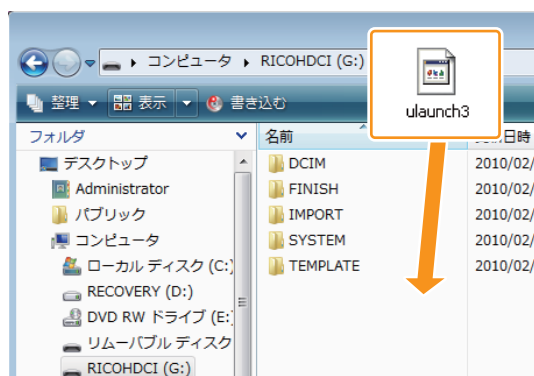 コンピュータ RICOHDCI (G:)
整理 表示 書き込む
ulaunch3
フォルダ
名前
日時
デスクトップ
Administrator
パブリック
コンピュータ
ローカル ディスク (C:)
RECOVERY (D:)
DVD RW ドライブ (E:
リムーバブル ディスク
RICOHDCI (G:)
DCIM 2010/02/
FINISH 2010/02/
IMPORT 2010/02/
SYSTEM 2010/02/
TEMPLATE 2010/02/